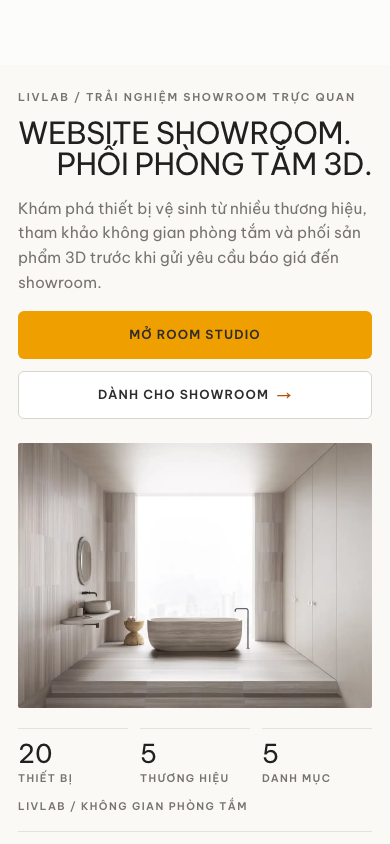 LIVLAB / TRẢI NGHIỆM SHOWROOM TRỰC QUAN
WEBSITE SHOWROOM.
PHỐI PHÒNG TẮM 3D.
Khám phá thiết bị vệ sinh từ nhiều thương hiệu,
tham khảo không gian phòng tắm và phối sản
phẩm 3D trước khi gửi yêu cầu báo giá đến
showroom.
MỞ ROOM STUDIO
DÀNH CHO SHOWROOM →
20 5 5
THIẾT BỊ THƯƠNG HIỆU DANH MỤC
LIVLAB / KHÔNG GIAN PHÒNG TẮM